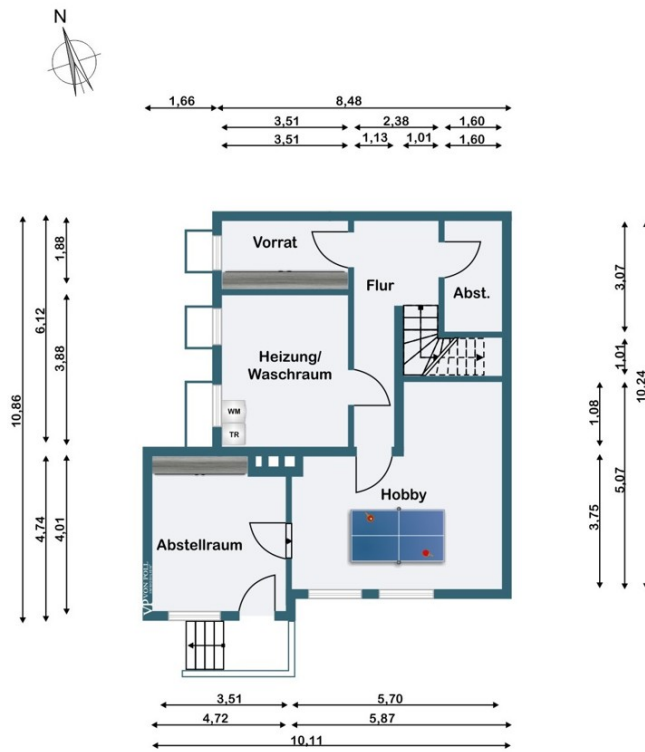 N
1,66
8,48
3,51
2,38
1,60
3,51
1,13
1,01
1,60
10,86
6,12
1,88
3,88
4,74
4,01
Vorrat
Flur
Abst.
Heizung/
Waschraum
WM
TR
Hobby
Abstellraum
VP VON POLL
3,07
1,01
10,24
1,08
5,07
3,75
3,51
5,70
4,72
5,87
10,11